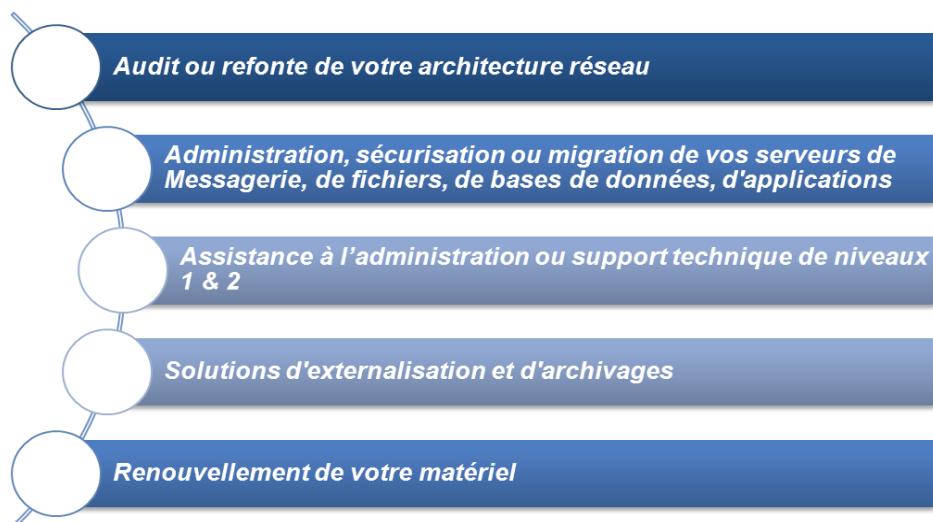 Audit ou refonte de votre architecture réseau
Administration, sécurisation ou migration de vos serveurs de
Messagerie, de fichiers, de bases de données, d'applications
Assistance à l’administration ou support technique de niveaux
1 & 2
Solutions d'externalisation et d'archivages
Renouvellement de votre matériel